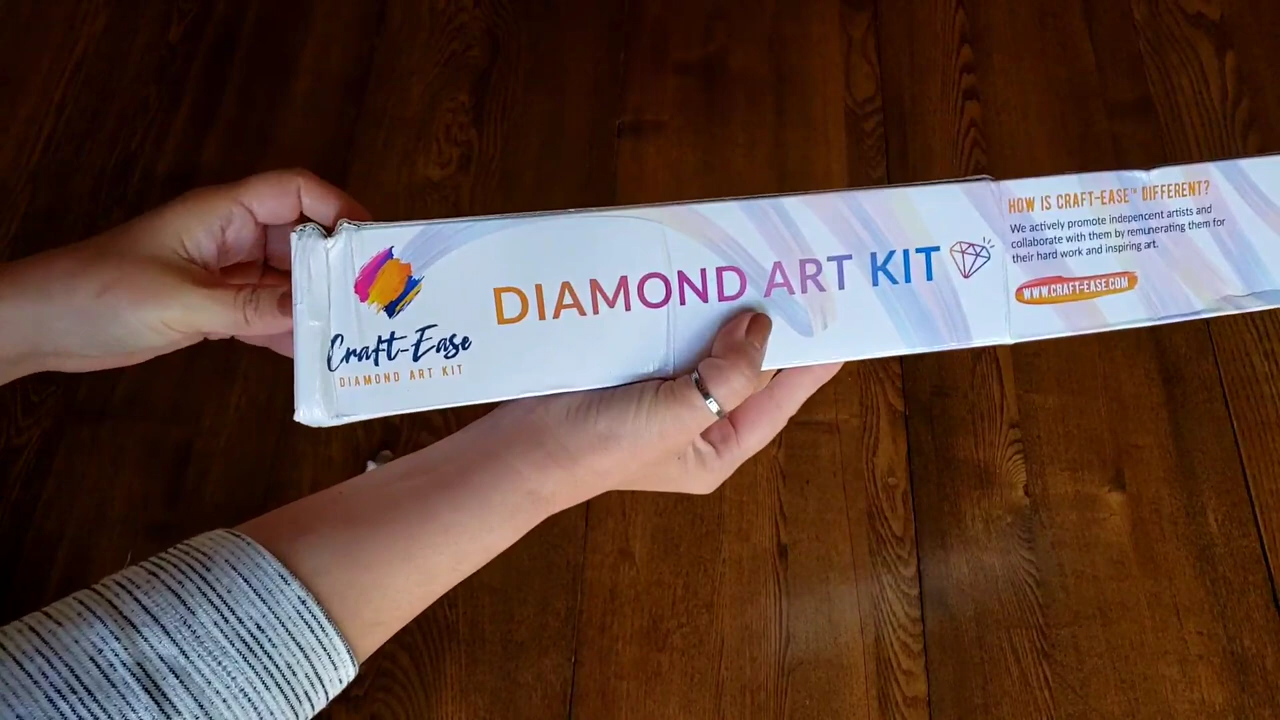 Craft-Ease
DIAMOND ART KIT
DIAMOND ART KIT
HOW IS CRAFT-EASE™ DIFFERENT?
We actively promote independent artists and
collaborate with them by remunerating them for
their hard work and inspiring art.
WWW.CRAFT-EASE.COM